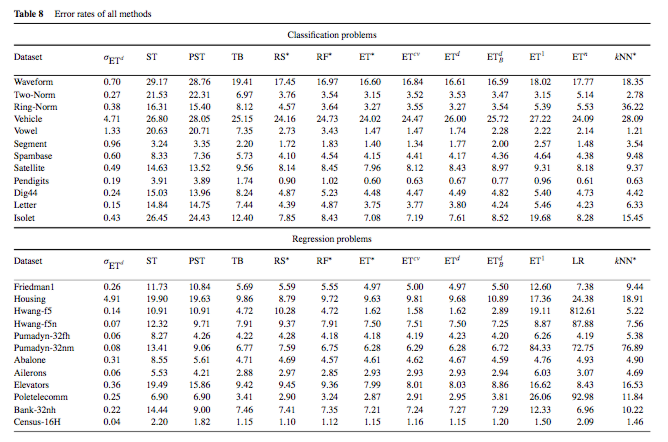 Table 8 Error rates of all methods
Classification problems
Dataset σETᵈ ST PST TB RS* RF* ET* ETᶜᵛ ETᵈ ETᵈB ET¹ ETⁿ kNN*
Waveform 0.70 29.17 28.76 19.41 17.45 16.97 16.60 16.84 16.61 16.59 18.02 17.77 18.35
Two-Norm 0.27 21.53 22.31 6.97 3.76 3.54 3.15 3.52 3.53 3.47 3.15 5.14 2.78
Ring-Norm 0.38 16.31 15.40 8.12 4.57 3.64 3.27 3.55 3.27 3.54 5.39 5.53 36.22
Vehicle 4.71 26.80 28.05 25.15 24.16 24.73 24.02 24.47 26.00 25.72 27.22 24.09 28.09
Vowel 1.33 20.63 20.71 7.35 2.73 3.43 1.47 1.47 1.74 2.28 2.22 2.14 1.21
Segment 0.96 3.24 3.35 2.20 1.72 1.83 1.40 1.34 1.77 2.00 2.57 1.48 3.54
Spambase 0.60 8.33 7.36 5.73 4.10 4.54 4.15 4.41 4.17 4.36 4.64 4.38 9.48
Satellite 0.49 14.63 13.52 9.56 8.14 8.45 7.96 8.12 8.43 8.97 9.31 8.18 9.37
Pendigits 0.19 3.91 3.89 1.74 0.90 1.02 0.60 0.63 0.67 0.77 0.96 0.61 0.63
Dig44 0.24 15.03 13.96 8.24 4.87 5.23 4.48 4.47 4.49 4.82 5.40 4.73 4.42
Letter 0.15 14.84 14.75 7.44 4.39 4.87 3.75 3.77 3.80 4.24 5.46 4.23 6.33
Isolet 0.43 26.45 24.43 12.40 7.85 8.43 7.08 7.19 7.61 8.52 19.68 8.28 15.45
Regression problems
Dataset σETᵈ ST PST TB RS* RF* ET* ETᶜᵛ ETᵈ ETᵈB ET¹ LR kNN*
Friedman1 0.26 11.73 10.84 5.69 5.59 5.55 4.97 5.00 4.97 5.50 12.60 7.38 9.44
Housing 4.91 19.90 19.63 9.86 8.79 9.72 9.63 9.81 9.68 10.89 17.36 24.38 18.91
Hwang-f5 0.14 10.91 10.91 4.72 10.28 4.72 1.62 1.58 1.62 2.89 19.11 812.61 5.22
Hwang-f5n 0.07 12.32 9.71 7.91 9.37 7.91 7.50 7.51 7.50 7.25 8.87 87.88 7.56
Pumadyn-32fh 0.06 8.27 4.26 4.22 4.28 4.18 4.18 4.19 4.23 4.20 6.26 4.19 5.38
Pumadyn-32nm 0.08 13.41 9.06 6.77 7.59 6.75 6.28 6.29 6.28 6.72 84.33 72.75 76.89
Abalone 0.31 8.55 5.61 4.71 4.69 4.57 4.61 4.62 4.67 4.59 4.76 4.93 4.90
Ailerons 0.06 5.53 4.21 2.88 2.97 2.85 2.93 2.93 2.93 2.94 6.03 3.07 4.69
Elevators 0.36 19.49 15.86 9.42 9.45 9.36 7.99 8.01 8.03 8.86 16.62 8.43 16.53
Poletelecomm 0.25 6.90 6.90 3.41 2.90 3.24 2.87 2.91 2.95 3.81 26.06 92.98 11.84
Bank-32nh 0.22 14.44 9.00 7.46 7.41 7.35 7.21 7.24 7.27 7.29 12.33 6.96 10.22
Census-16H 0.04 2.20 1.82 1.15 1.10 1.12 1.15 1.16 1.15 1.20 1.50 2.09 1.46